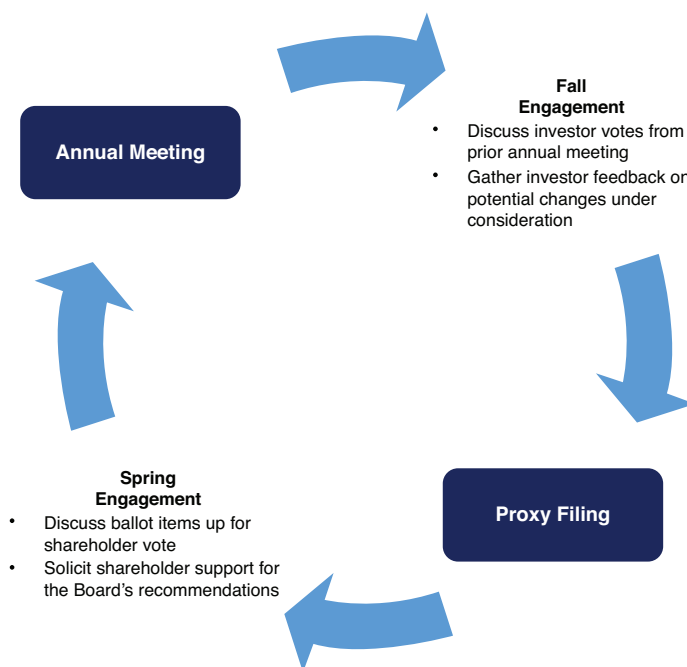 Annual Meeting
Fall
Engagement
• Discuss investor votes from
prior annual meeting
• Gather investor feedback on
potential changes under
consideration
Proxy Filing
Spring
Engagement
• Discuss ballot items up for
shareholder vote
• Solicit shareholder support for
the Board's recommendations